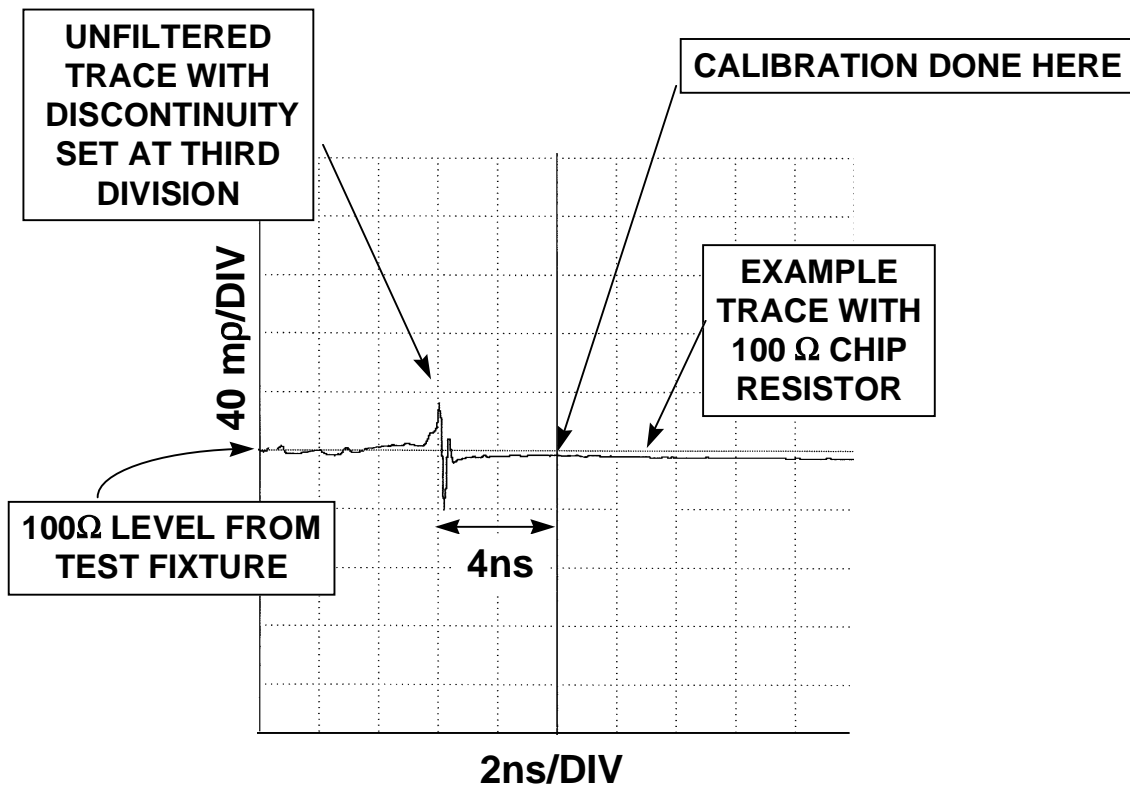 UNFILTERED
TRACE WITH
DISCONTINUITY
SET AT THIRD
DIVISION
CALIBRATION DONE HERE
40 mρ/DIV
EXAMPLE
TRACE WITH
100 Ω CHIP
RESISTOR
100Ω LEVEL FROM
TEST FIXTURE
4ns
2ns/DIV